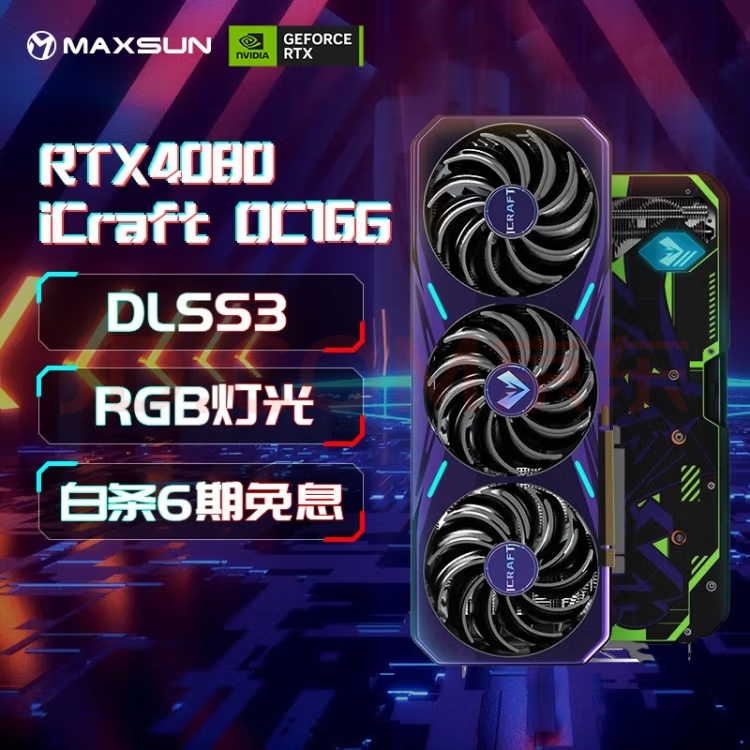 MAXSUN
NVIDIA
GEFORCE
RTX
RTX4080
iCraft OC16G
DLSS3
RGB灯光
白条6期免息
ICRAFT
ICRAFT